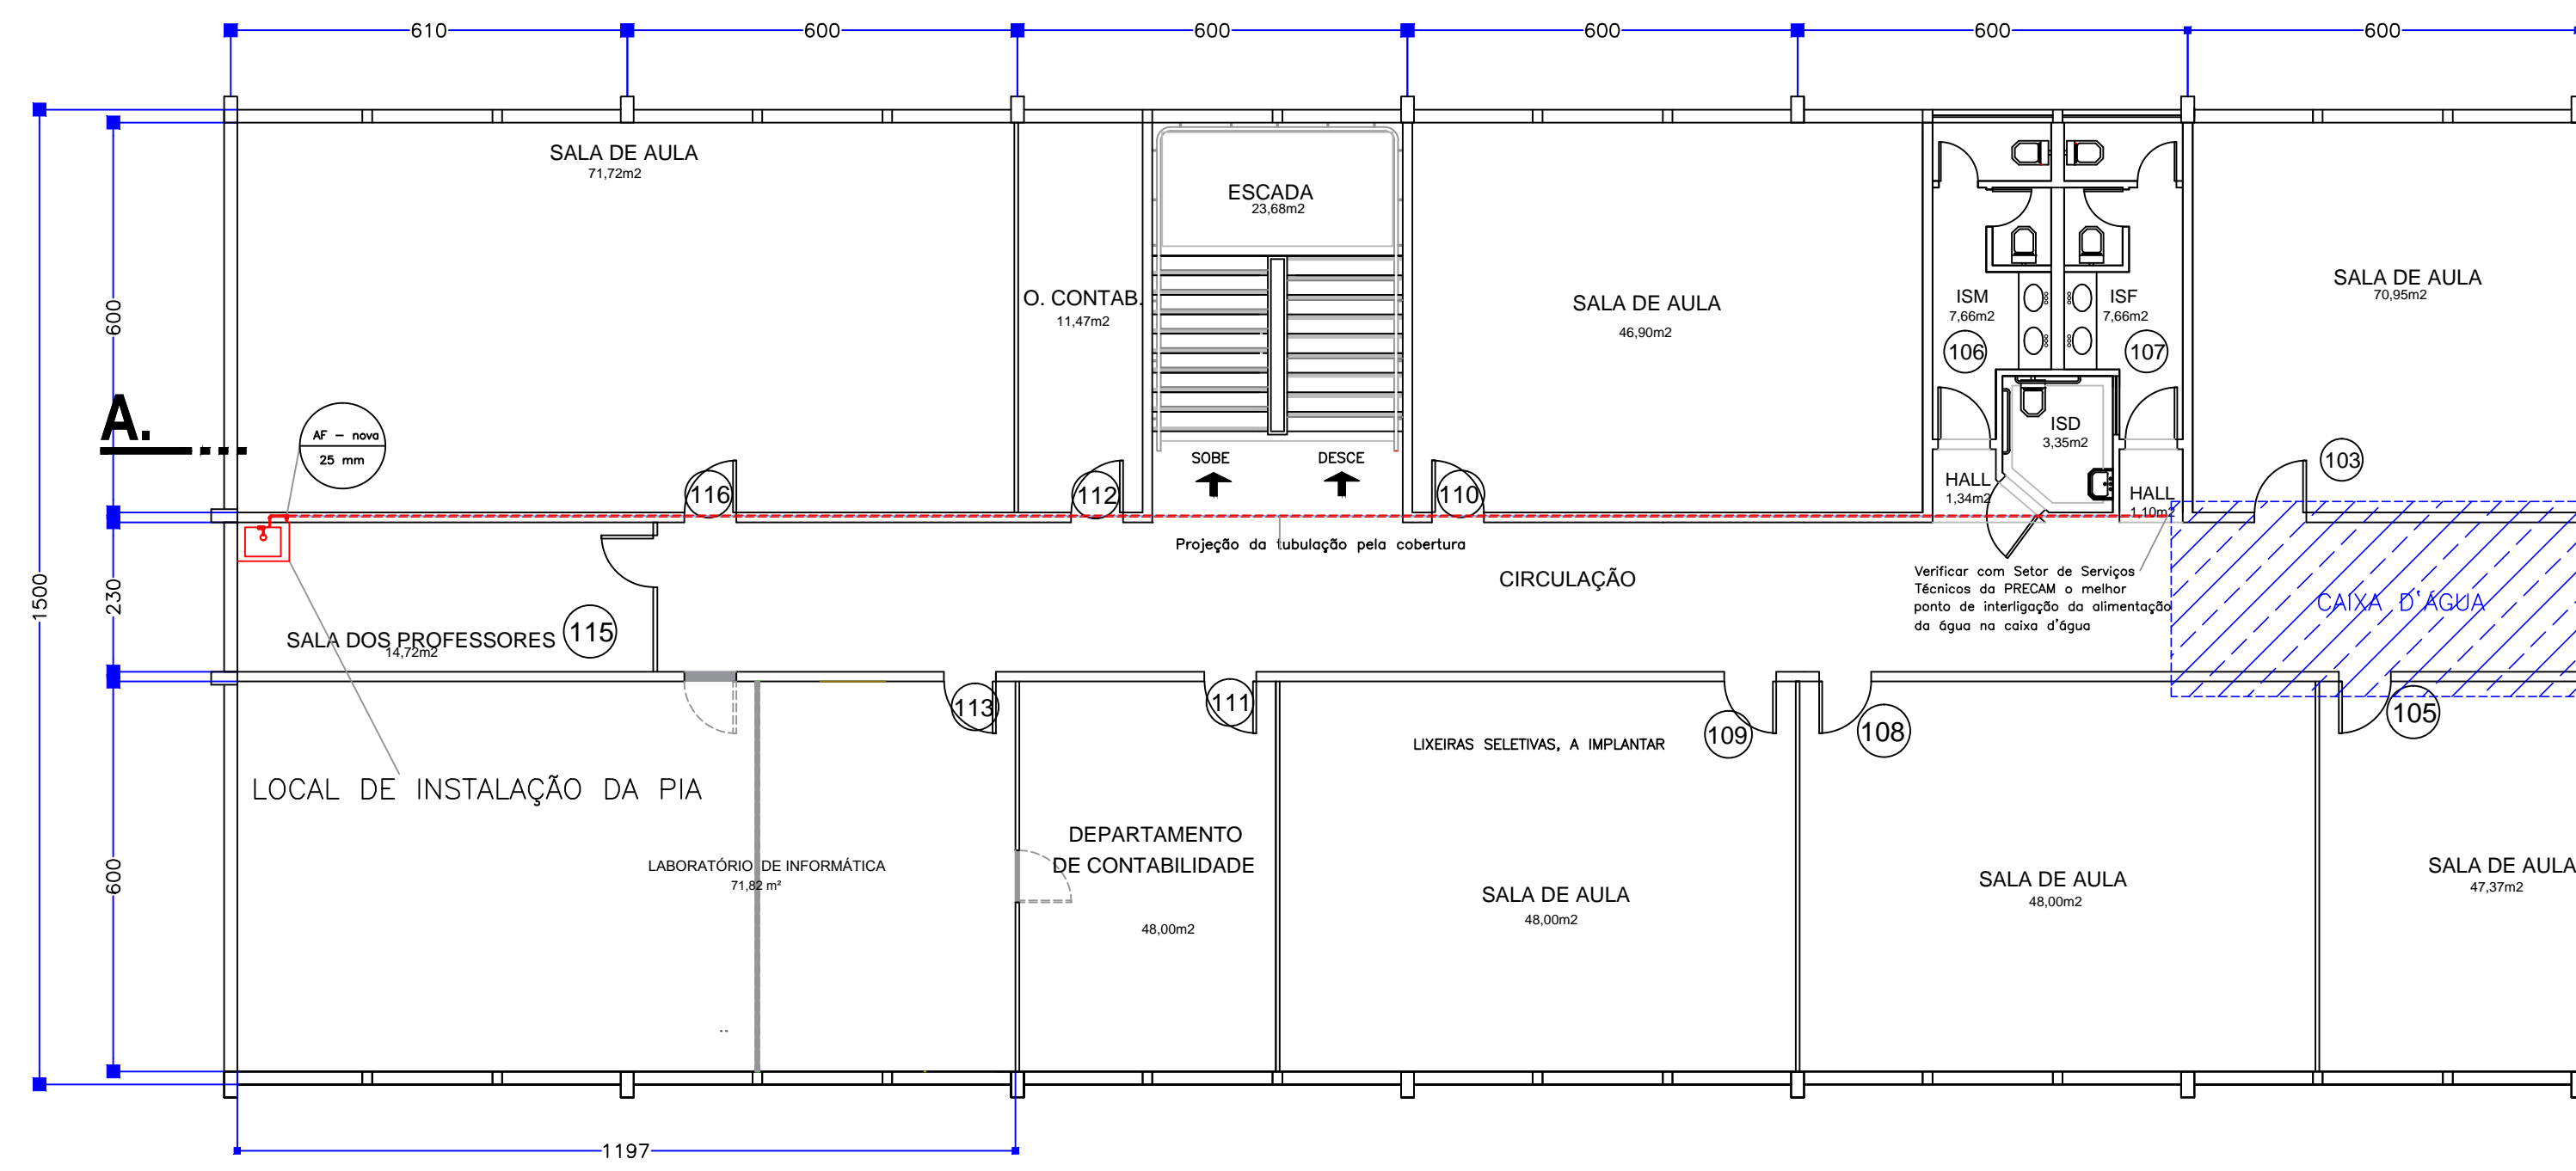 610
600
600
600
600
600
SALA DE AULA
71,72m2
ESCADA
23,68m2
O. CONTAB.
11,47m2
SALA DE AULA
46,90m2
ISM
7,66m2
106
ISF
7,66m2
107
SALA DE AULA
70,95m2
600
A.
AF - nova
25 mm
116
112
SOBE
DESCE
110
ISD
3,35m2
HALL
1,34m2
HALL
1,10m2
103
Projeção da tubulação pela cobertura
CIRCULAÇÃO
Verificar com Setor de Serviços
Técnicos da PRECAM o melhor
ponto de interligação da alimentação
da água na caixa d'água
CAIXA D'ÁGUA
1500
230
SALA DOS PROFESSORES
14,72m2
115
113
111
109
108
105
LIXEIRAS SELETIVAS, A IMPLANTAR
LOCAL DE INSTALAÇÃO DA PIA
600
LABORATÓRIO DE INFORMÁTICA
71,82 m²
DEPARTAMENTO
DE CONTABILIDADE
48,00m2
SALA DE AULA
48,00m2
SALA DE AULA
48,00m2
SALA DE AULA
47,37m2
1197